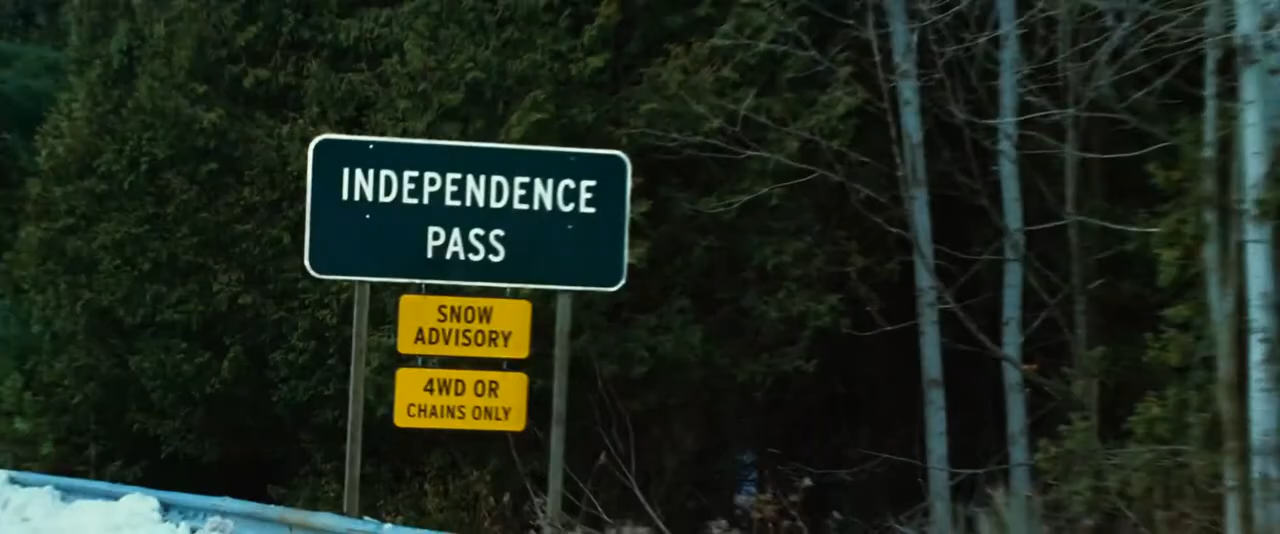 INDEPENDENCE
PASS
SNOW
ADVISORY
4WD OR
CHAINS ONLY